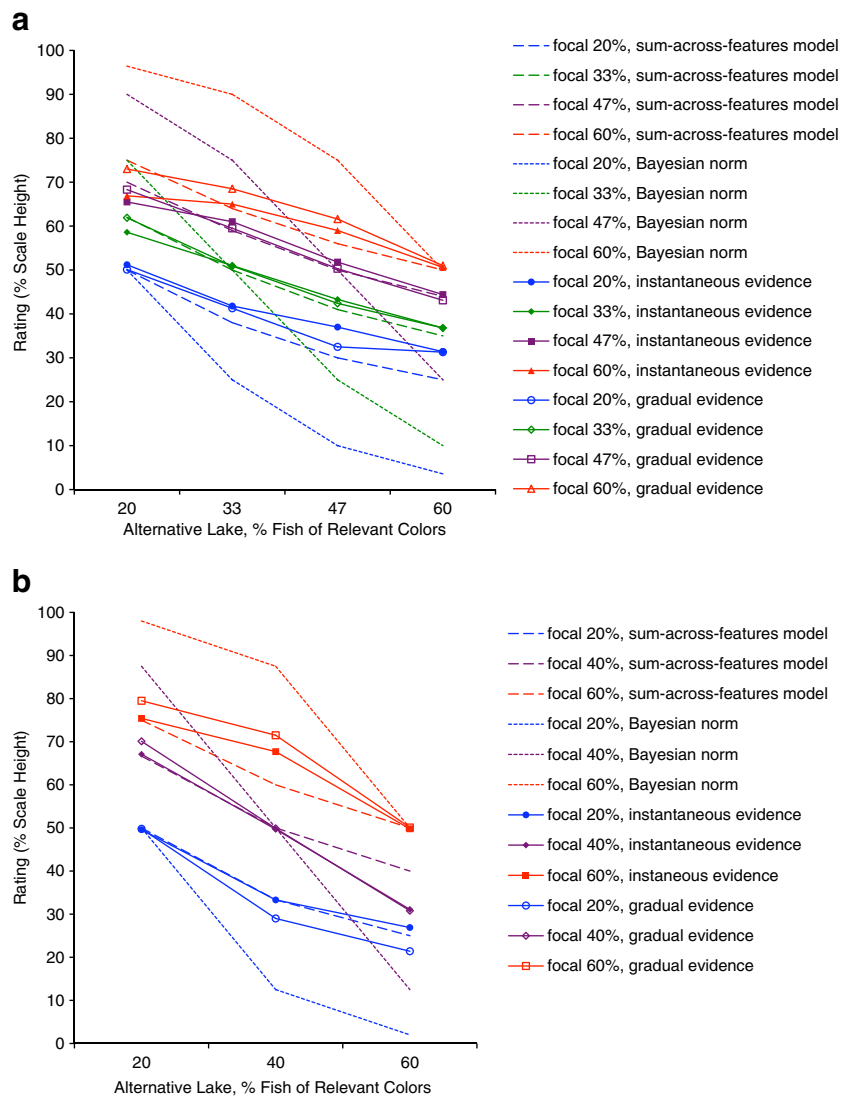 a
100
90
80
70
60
50
40
30
20
10
0
Rating (% Scale Height)
20 33 47 60
Alternative Lake, % Fish of Relevant Colors
focal 20%, sum-across-features model
focal 33%, sum-across-features model
focal 47%, sum-across-features model
focal 60%, sum-across-features model
focal 20%, Bayesian norm
focal 33%, Bayesian norm
focal 47%, Bayesian norm
focal 60%, Bayesian norm
focal 20%, instantaneous evidence
focal 33%, instantaneous evidence
focal 47%, instantaneous evidence
focal 60%, instantaneous evidence
focal 20%, gradual evidence
focal 33%, gradual evidence
focal 47%, gradual evidence
focal 60%, gradual evidence
b
100
90
80
70
60
50
40
30
20
10
0
Rating (% Scale Height)
20 40 60
Alternative Lake, % Fish of Relevant Colors
focal 20%, sum-across-features model
focal 40%, sum-across-features model
focal 60%, sum-across-features model
focal 20%, Bayesian norm
focal 40%, Bayesian norm
focal 60%, Bayesian norm
focal 20%, instantaneous evidence
focal 40%, instantaneous evidence
focal 60%, insteneous evidence
focal 20%, gradual evidence
focal 40%, gradual evidence
focal 60%, gradual evidence